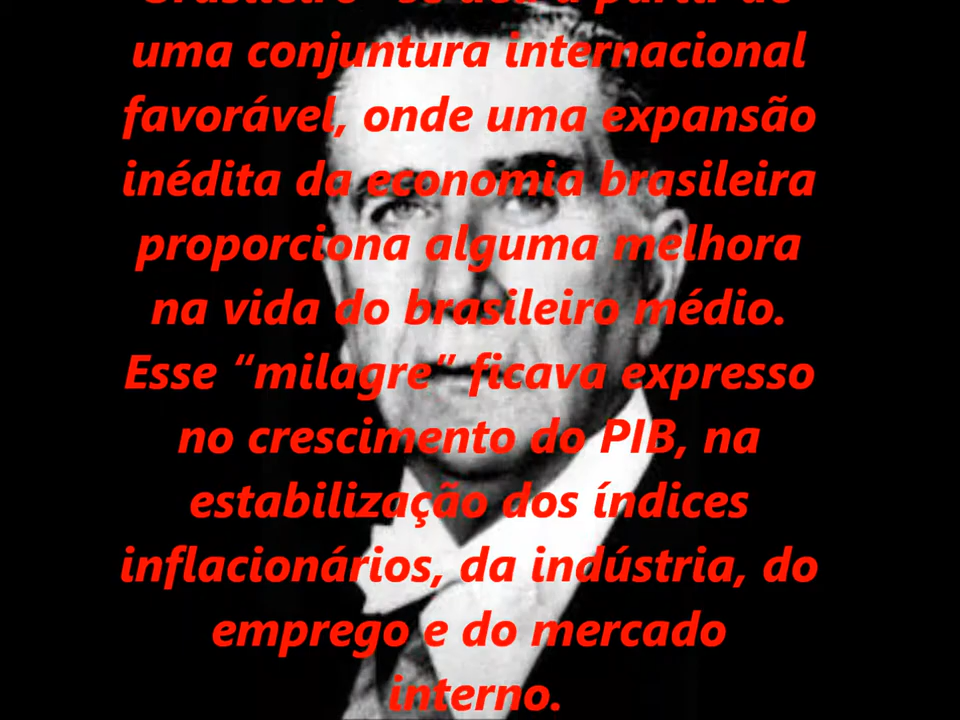 uma conjuntura internacional
favorável, onde uma expansão
inédita da economia brasileira
proporciona alguma melhora
na vida do brasileiro médio.
Esse “milagre” ficava expresso
no crescimento do PIB, na
estabilização dos índices
inflacionários, da indústria, do
emprego e do mercado
interno.